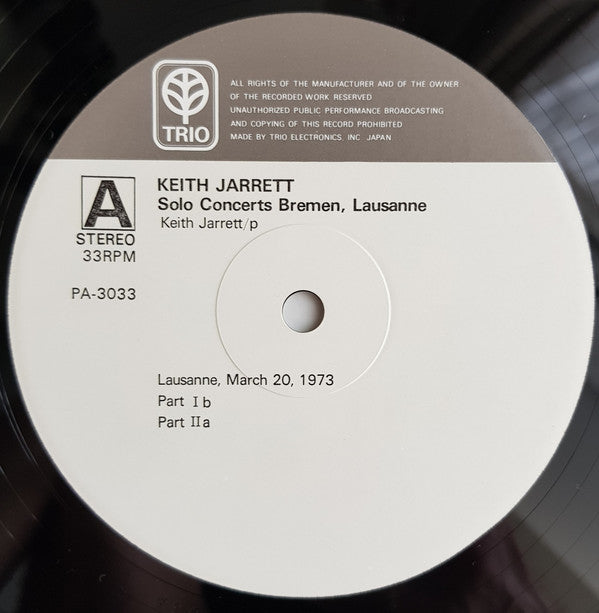 TRIO
ALL RIGHTS OF THE MANUFACTURER AND OF THE OWNER
OF THE RECORDED WORK RESERVED
UNAUTHORIZED PUBLIC PERFORMANCE BROADCASTING
AND COPYING OF THIS RECORD PROHIBITED
MADE BY TRIO ELECTRONICS, INC. JAPAN
A
STEREO
33RPM
PA-3033
KEITH JARRETT
Solo Concerts Bremen, Lausanne
Keith Jarrett/p
Lausanne, March 20, 1973
Part I b
Part II a